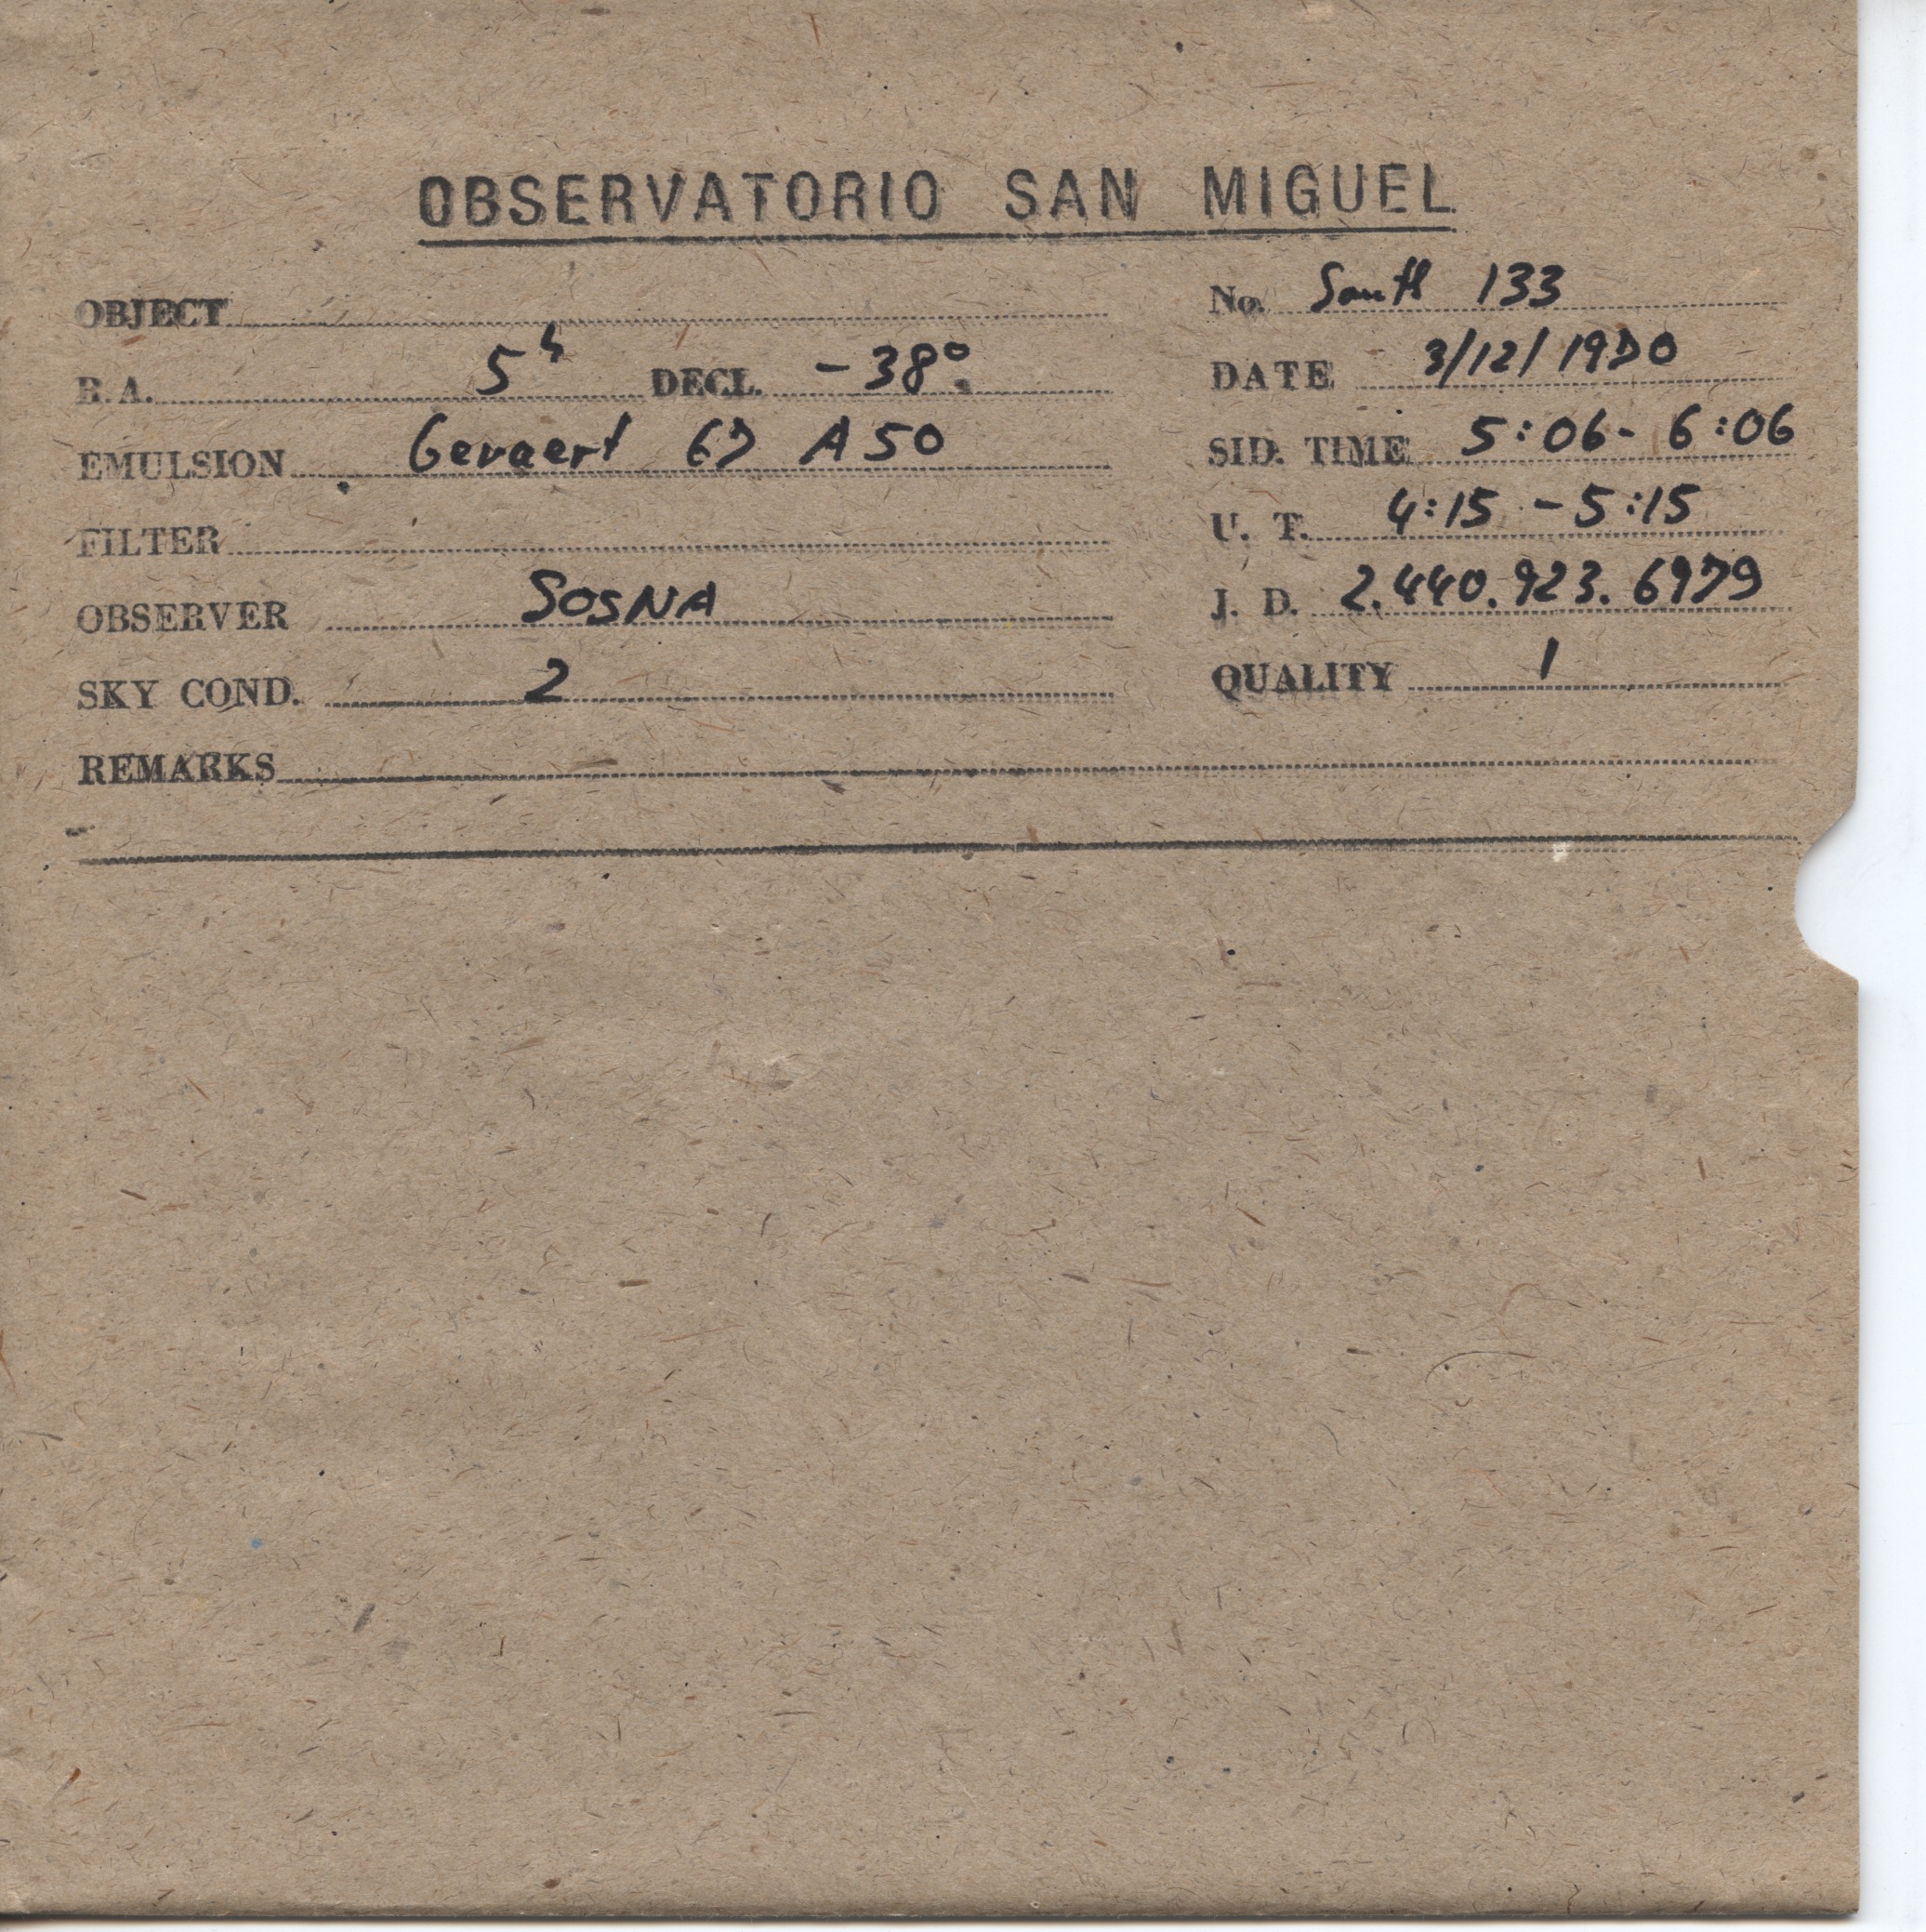 OBSERVATORIO SAN MIGUEL
OBJECT
No. South 133
R.A. 5h DECL. -38°
DATE 3/12/1970
EMULSION Gevaert 67 A 50
SID. TIME 5:06 - 6:06
FILTER
U. T. 4:15 - 5:15
OBSERVER SOSNA
J. D. 2.440.923.6979
SKY COND. 2
QUALITY 1
REMARKS